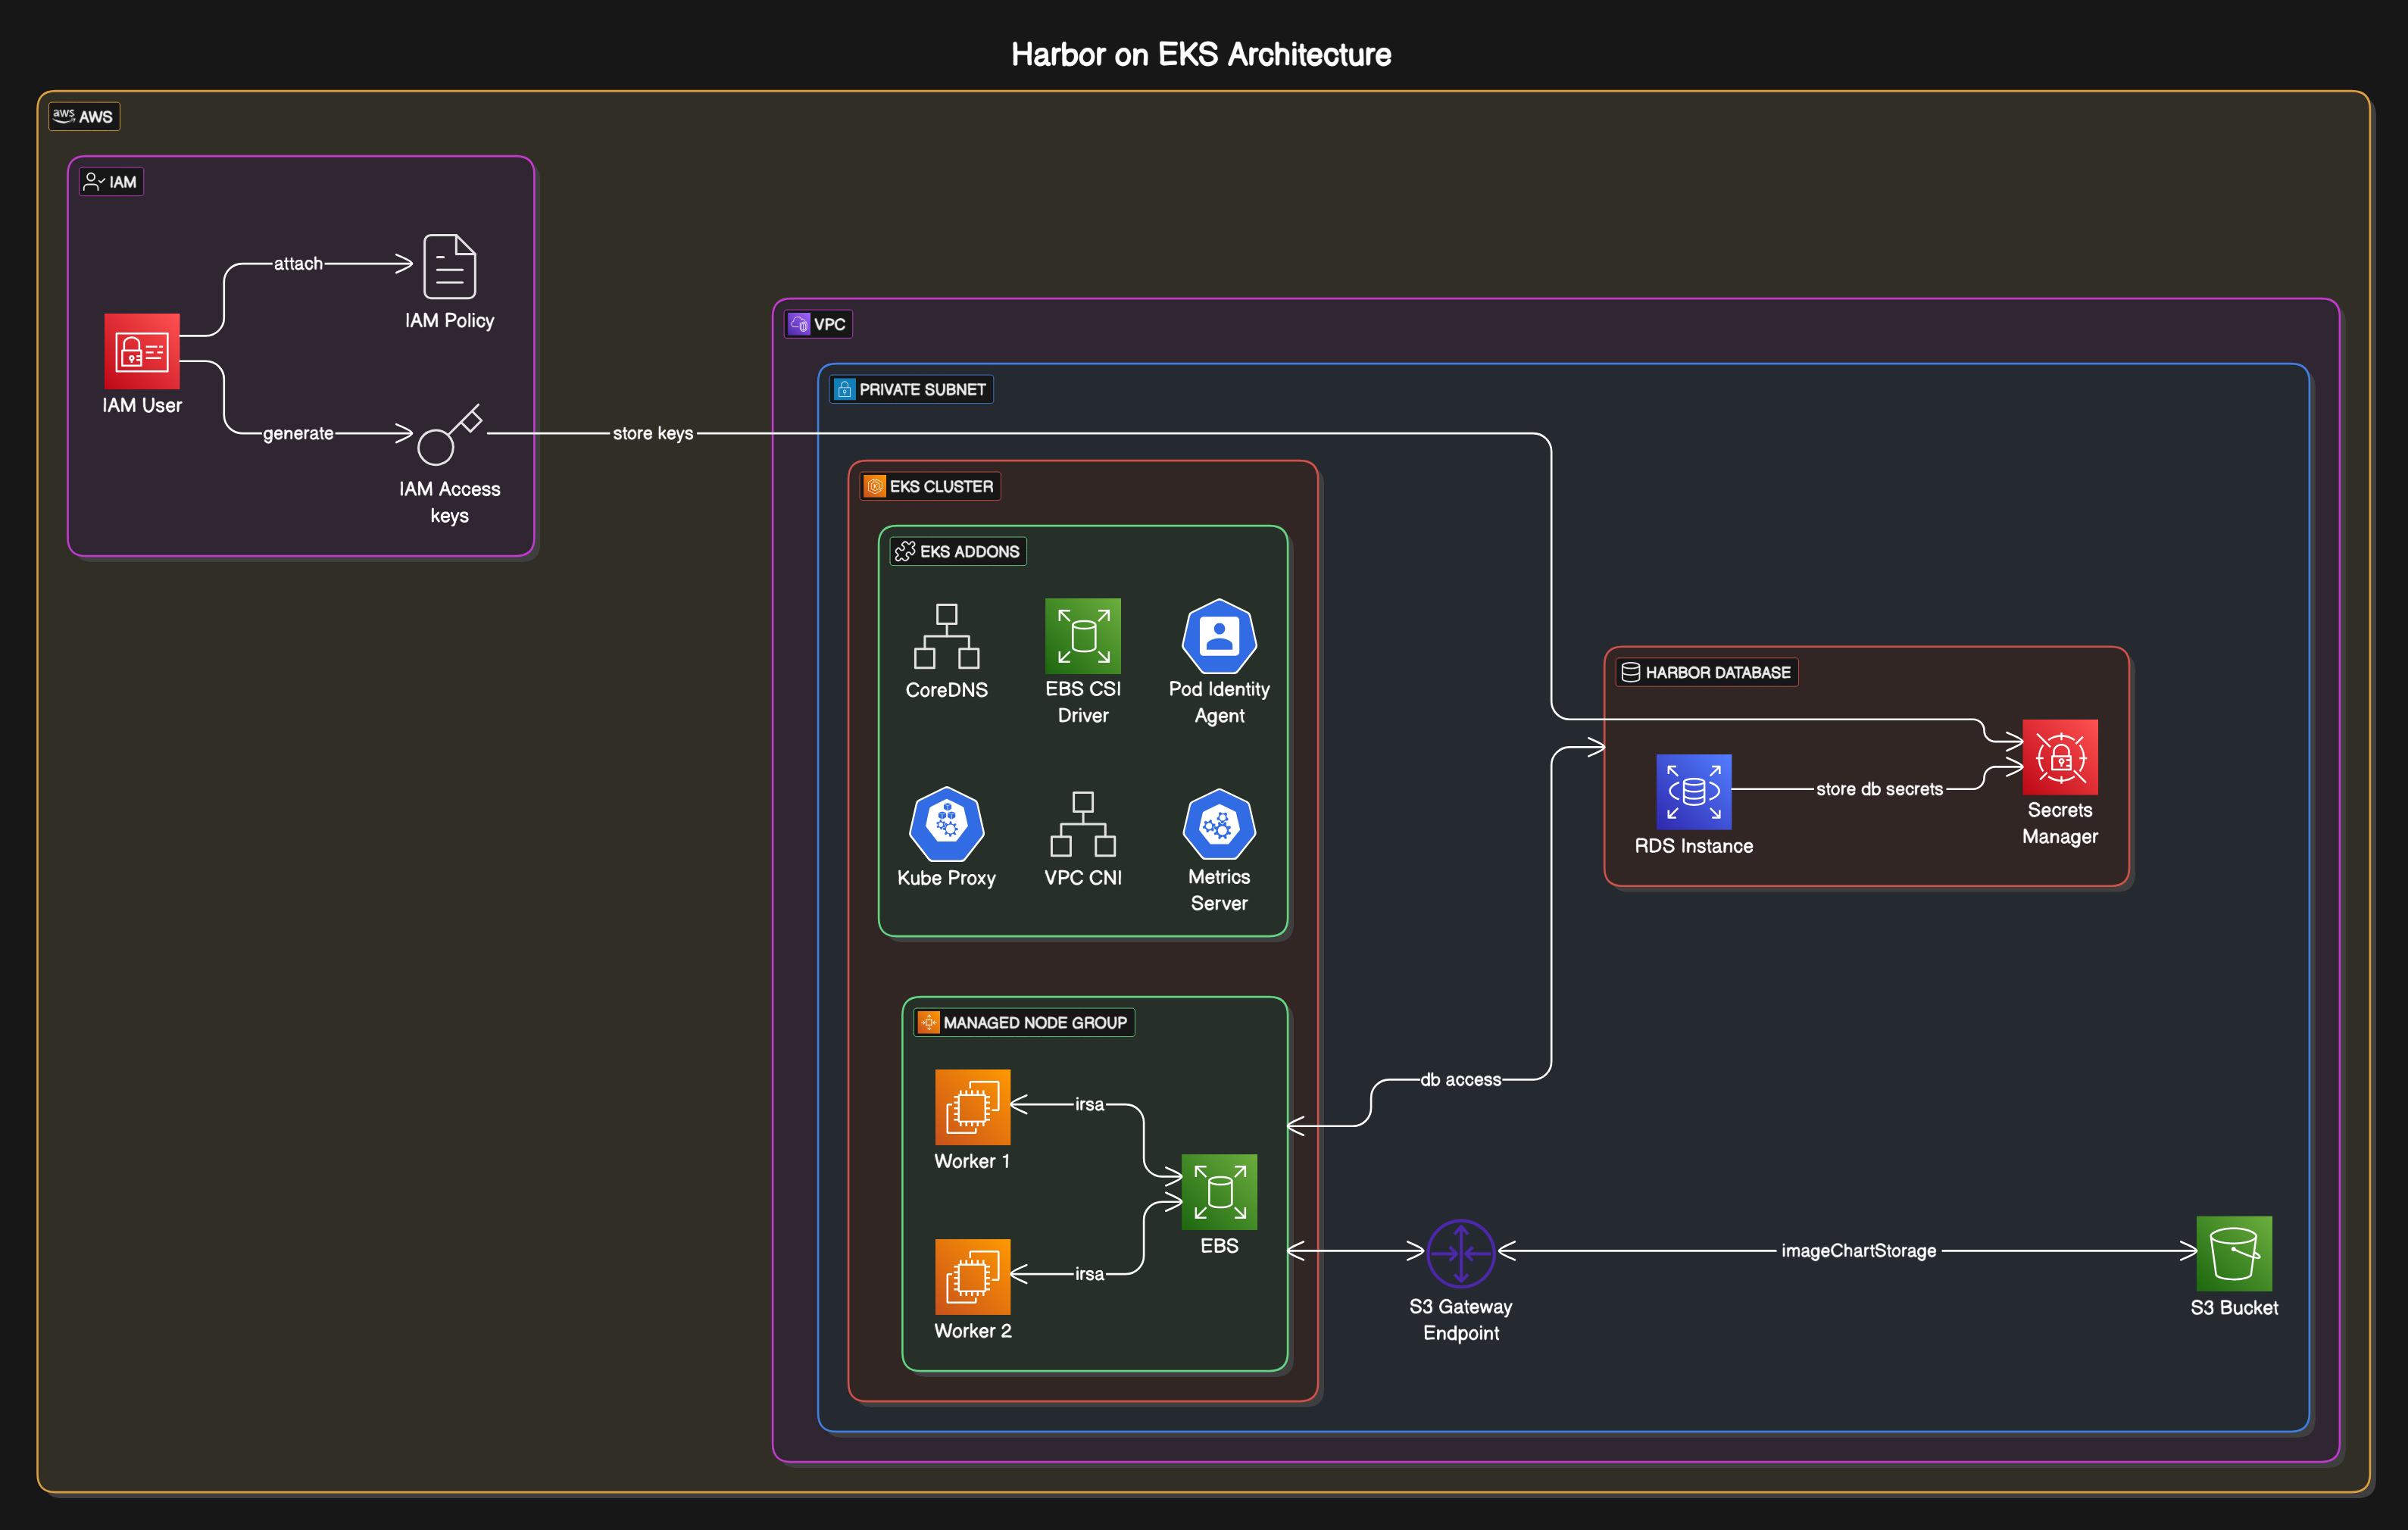 Harbor on EKS Architecture
aws AWS
IAM
attach
IAM Policy
IAM User
generate
IAM Access
keys
store keys
VPC
PRIVATE SUBNET
EKS CLUSTER
EKS ADDONS
CoreDNS
EBS CSI
Driver
Pod Identity
Agent
Kube Proxy
VPC CNI
Metrics
Server
HARBOR DATABASE
RDS Instance
store db secrets
Secrets
Manager
MANAGED NODE GROUP
Worker 1
irsa
EBS
Worker 2
irsa
db access
S3 Gateway
Endpoint
imageChartStorage
S3 Bucket